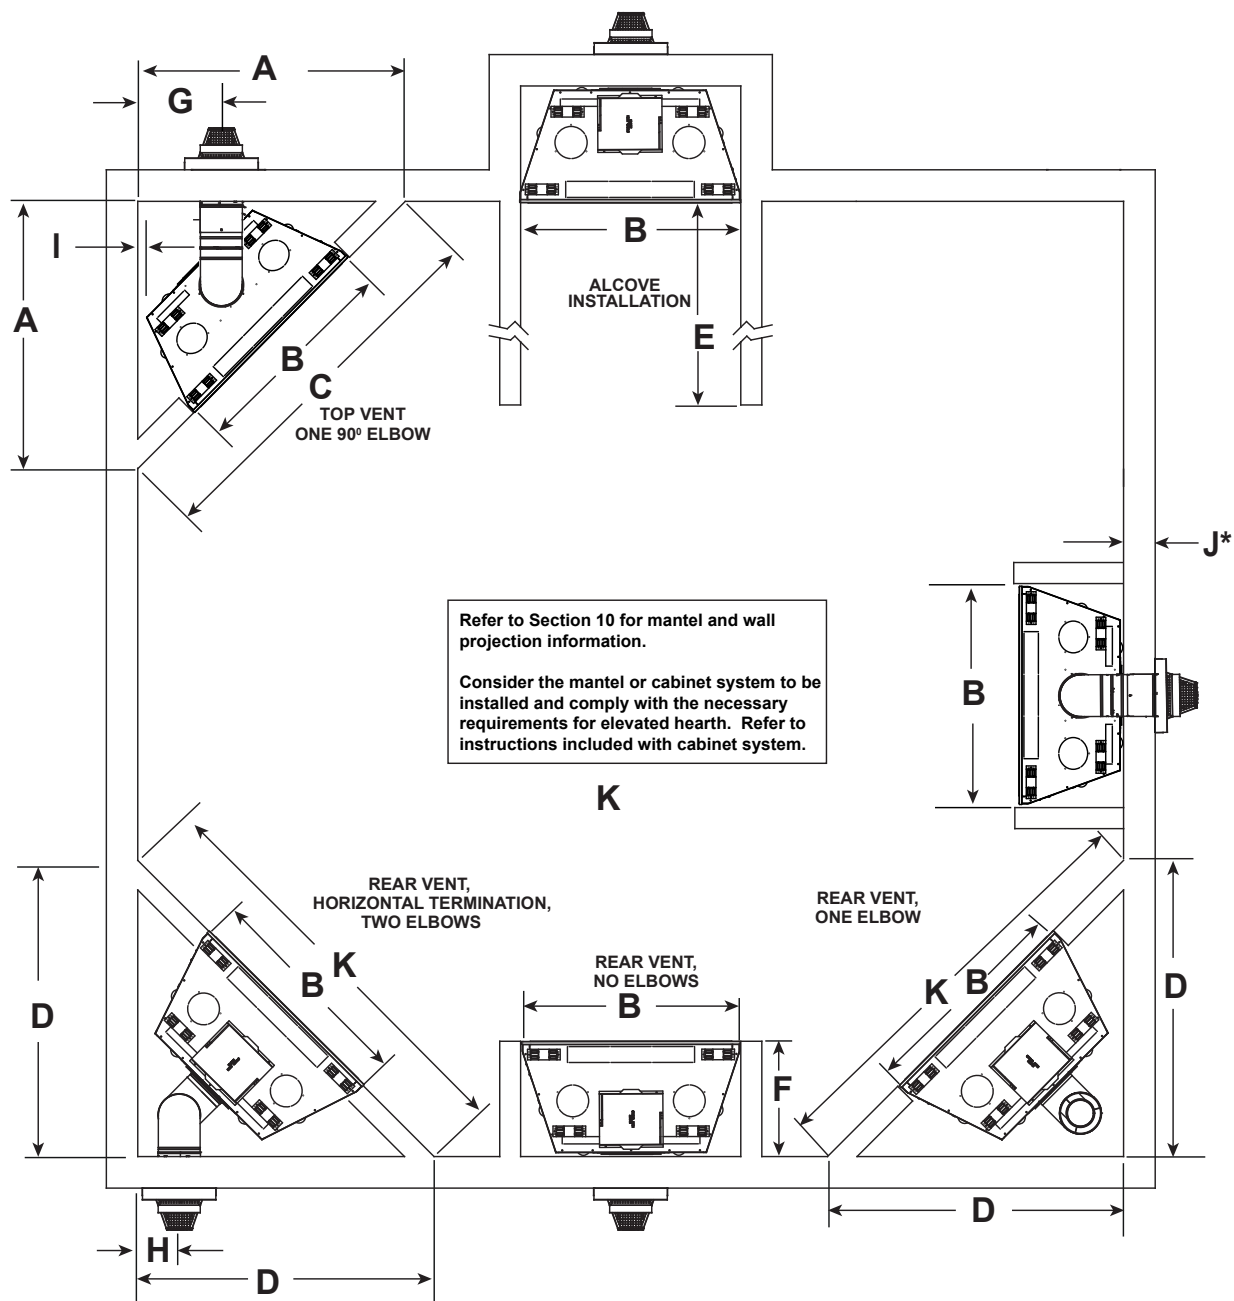 A
G
I
A
B
C
TOP VENT
ONE 90⁰ ELBOW
B
ALCOVE
INSTALLATION
E
J*
B
Refer to Section 10 for mantel and wall
projection information.
Consider the mantel or cabinet system to be
installed and comply with the necessary
requirements for elevated hearth. Refer to
instructions included with cabinet system.
K
REAR VENT,
HORIZONTAL TERMINATION,
TWO ELBOWS
K
B
D
H
D
REAR VENT,
NO ELBOWS
B
F
REAR VENT,
ONE ELBOW
K
B
D
D